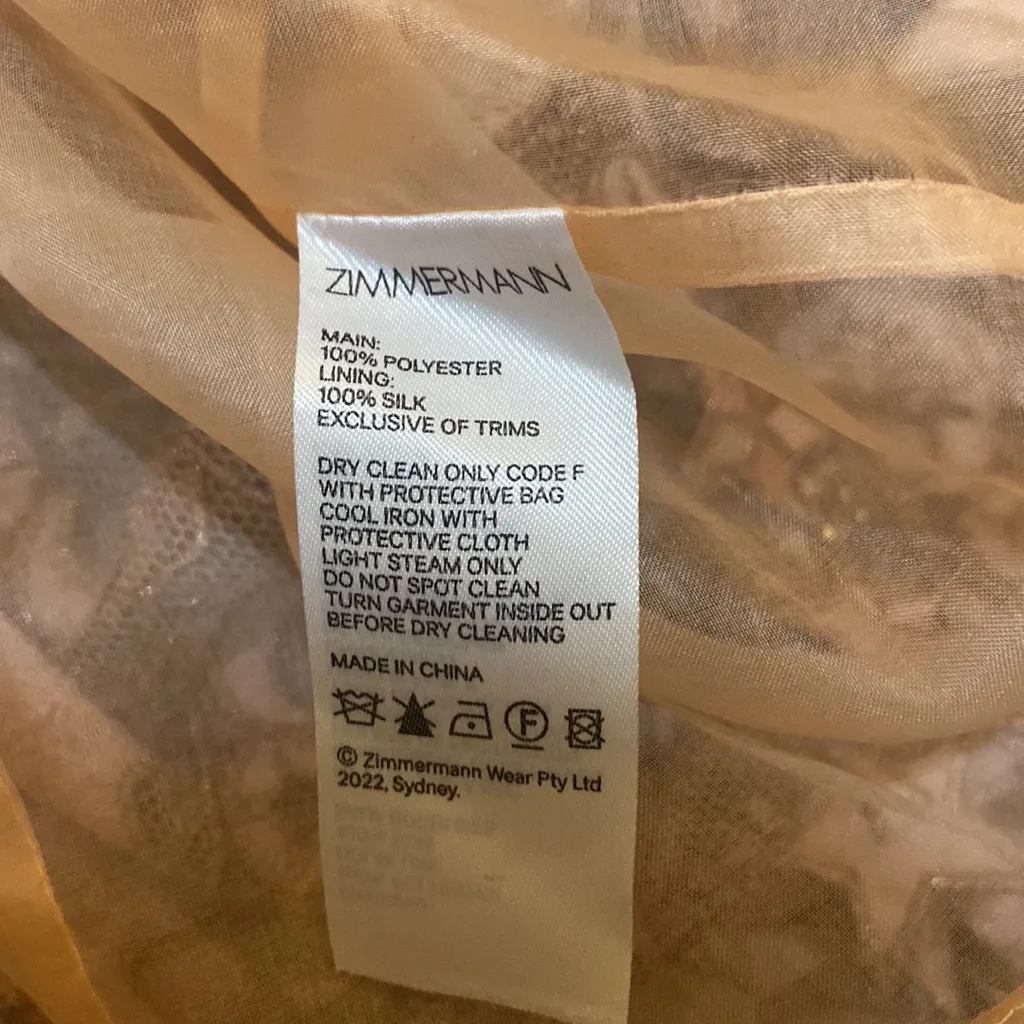 ZIMMERMANN
MAIN:
100% POLYESTER
LINING:
100% SILK
EXCLUSIVE OF TRIMS
DRY CLEAN ONLY CODE F
WITH PROTECTIVE BAG
COOL IRON WITH
PROTECTIVE CLOTH
LIGHT STEAM ONLY
DO NOT SPOT CLEAN
TURN GARMENT INSIDE OUT
BEFORE DRY CLEANING
MADE IN CHINA
F
© Zimmermann Wear Pty Ltd
2022, Sydney.